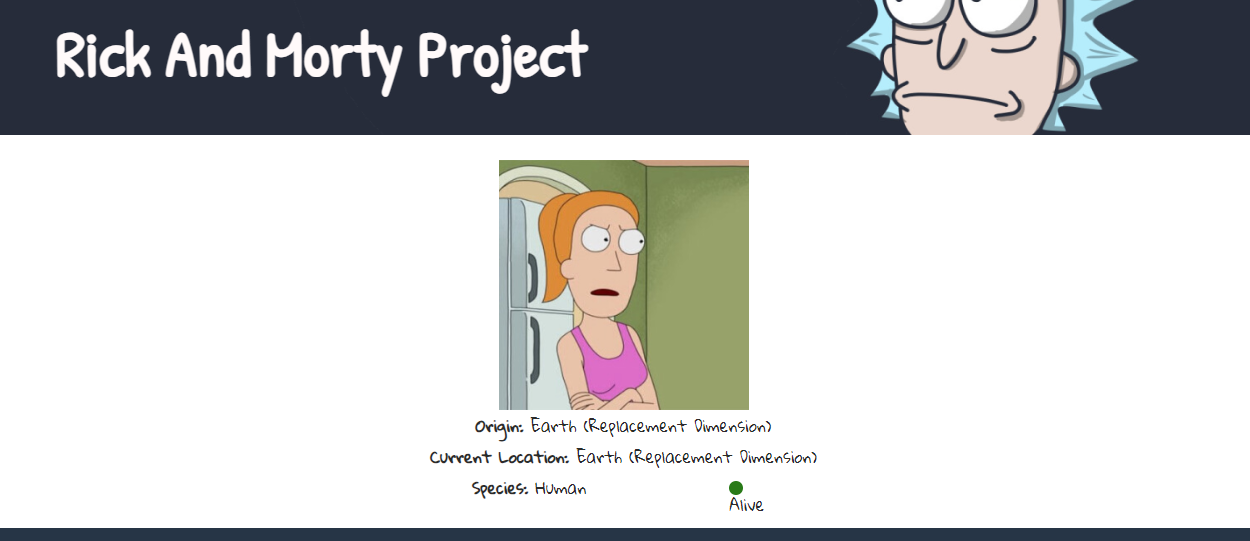 Rick And Morty Project
Origin: Earth (Replacement Dimension)
Current Location: Earth (Replacement Dimension)
Species: Human
Alive